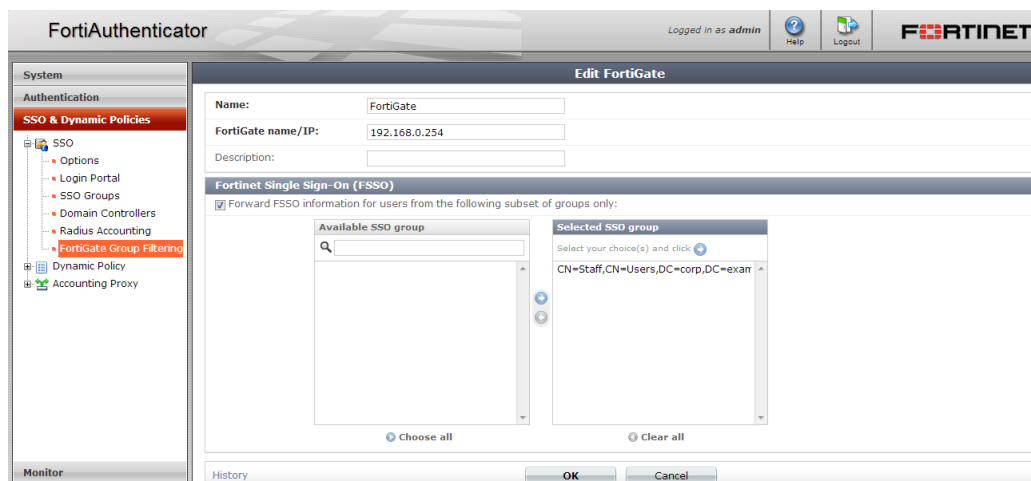 FortiAuthenticator
Logged in as admin
Help
Logout
FORTINET
System
Authentication
SSO & Dynamic Policies
SSO
Options
Login Portal
SSO Groups
Domain Controllers
Radius Accounting
FortiGate Group Filtering
Dynamic Policy
Accounting Proxy
Monitor
Edit FortiGate
Name: FortiGate
FortiGate name/IP: 192.168.0.254
Description:
Fortinet Single Sign-On (FSSO)
Forward FSSO information for users from the following subset of groups only:
Available SSO group
Choose all
Selected SSO group
Select your choice(s) and click
CN=Staff,CN=Users,DC=corp,DC=exam
Clear all
History
OK
Cancel